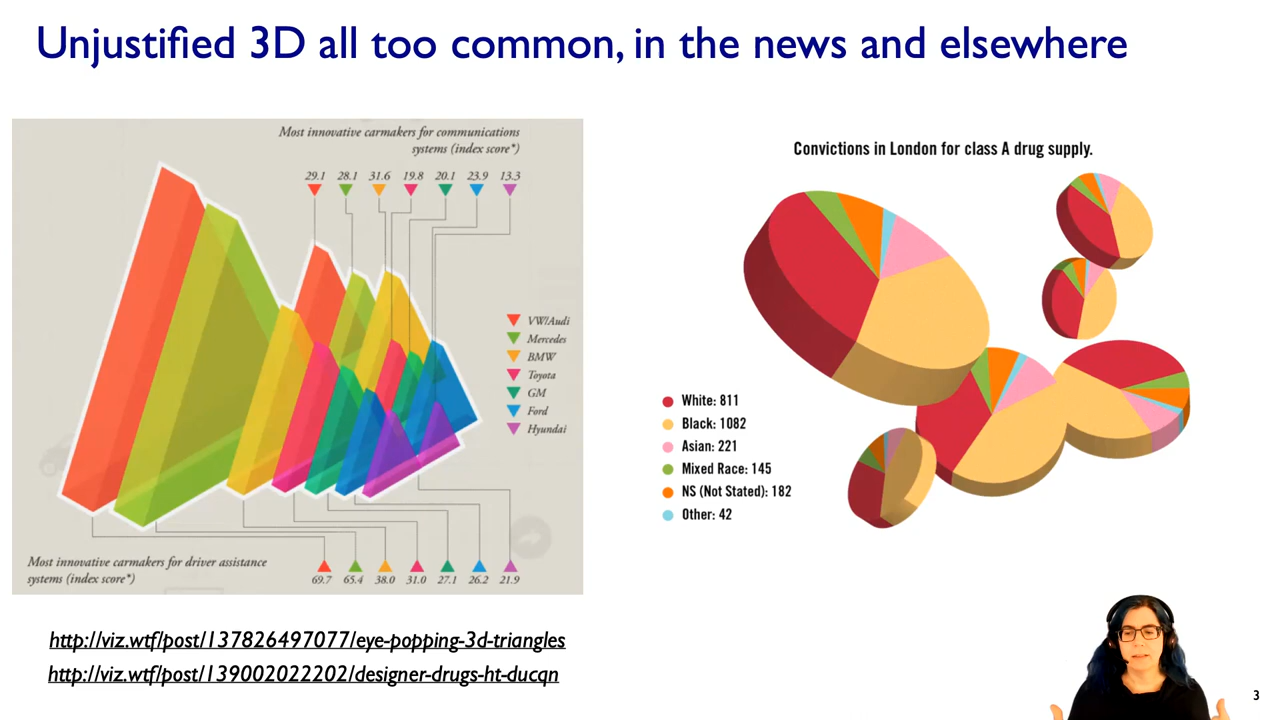 Unjustified 3D all too common, in the news and elsewhere
Most innovative carmakers for communications
systems (index score*)
29.1 28.1 31.6 19.8 20.1 23.9 13.3
VW/Audi
Mercedes
BMW
Toyota
GM
Ford
Hyundai
Most innovative carmakers for driver assistance
systems (index score*)
69.7 65.4 38.0 31.0 27.1 26.2 21.9
Convictions in London for class A drug supply.
White: 811
Black: 1082
Asian: 221
Mixed Race: 145
NS (Not Stated): 182
Other: 42
http://viz.wtf/post/137826497077/eye-popping-3d-triangles
http://viz.wtf/post/139002022202/designer-drugs-ht-ducqn
3